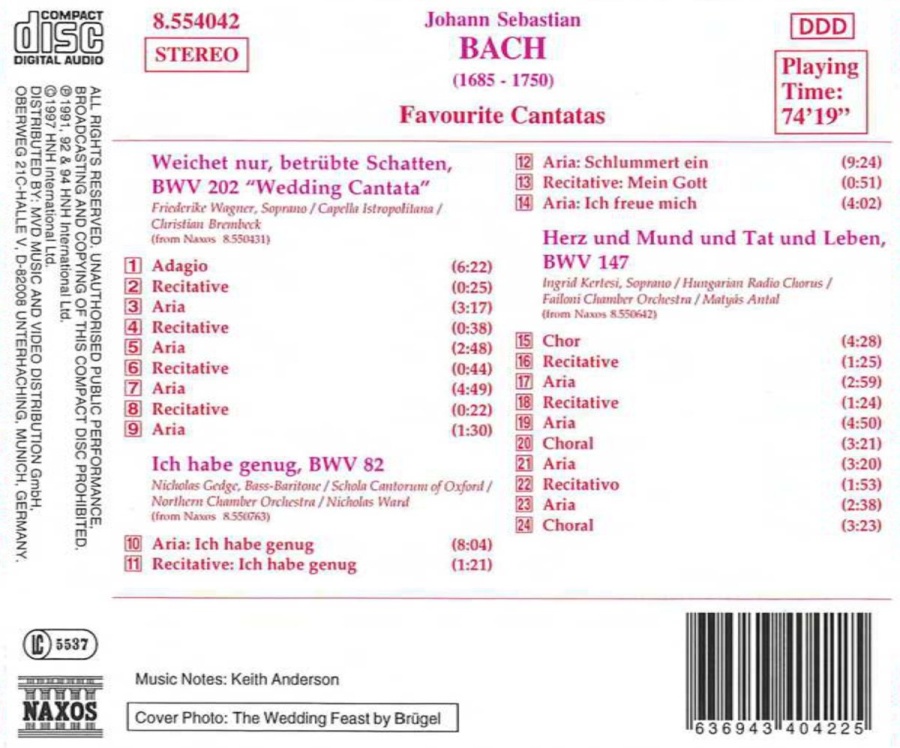 COMPACT
disc
DIGITAL AUDIO
8.554042
STEREO
Johann Sebastian
BACH
(1685 - 1750)
Favourite Cantatas
DDD
Playing
Time:
74'19"
ALL RIGHTS RESERVED. UNAUTHORISED PUBLIC PERFORMANCE,
BROADCASTING AND COPYING OF THIS COMPACT DISC PROHIBITED.
℗ 1991, 92 & 94 HNH International Ltd.
© 1997 HNH International Ltd.
DISTRIBUTED BY: MVD MUSIC AND VIDEO DISTRIBUTION GmbH,
OBERWEG 21C-HALLE V, D-82008 UNTERHACHING, MUNICH, GERMANY.
Weichet nur, betrübte Schatten,
BWV 202 "Wedding Cantata"
Friederike Wagner, Soprano / Capella Istropolitana /
Christian Brembeck
(from Naxos 8.550431)
1 Adagio (6:22)
2 Recitative (0:25)
3 Aria (3:17)
4 Recitative (0:38)
5 Aria (2:48)
6 Recitative (0:44)
7 Aria (4:49)
8 Recitative (0:22)
9 Aria (1:30)
Ich habe genug, BWV 82
Nicholas Gedge, Bass-Baritone / Schola Cantorum of Oxford /
Northern Chamber Orchestra / Nicholas Ward
(from Naxos 8.550763)
10 Aria: Ich habe genug (8:04)
11 Recitative: Ich habe genug (1:21)
12 Aria: Schlummert ein (9:24)
13 Recitative: Mein Gott (0:51)
14 Aria: Ich freue mich (4:02)
Herz und Mund und Tat und Leben,
BWV 147
Ingrid Kertesi, Soprano / Hungarian Radio Chorus /
Failoni Chamber Orchestra / Matyás Antal
(from Naxos 8.550642)
15 Chor (4:28)
16 Recitative (1:25)
17 Aria (2:59)
18 Recitative (1:24)
19 Aria (4:50)
20 Choral (3:21)
21 Aria (3:20)
22 Recitativo (1:53)
23 Aria (2:38)
24 Choral (3:23)
LC 5537
NAXOS
Music Notes: Keith Anderson
Cover Photo: The Wedding Feast by Brügel
6 36943 40422 5